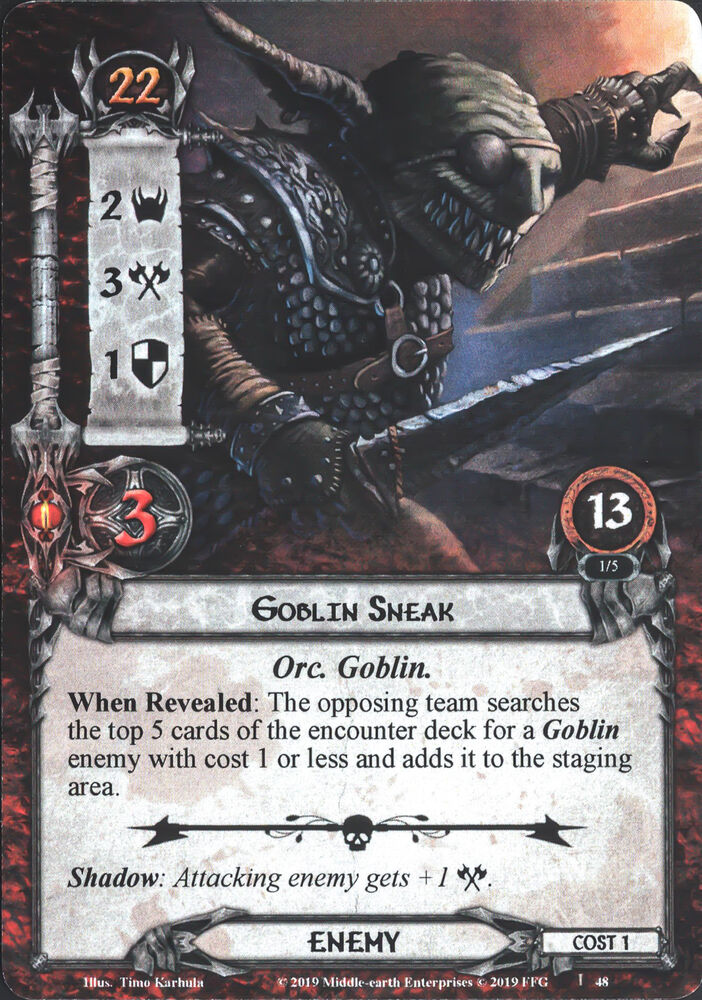 22
2
3
1
3
13
1/5
Goblin Sneak
Orc. Goblin.
When Revealed: The opposing team searches
the top 5 cards of the encounter deck for a Goblin
enemy with cost 1 or less and adds it to the staging
area.
Shadow: Attacking enemy gets +1 .
ENEMY
COST 1
Illus. Timo Karhula
© 2019 Middle-earth Enterprises © 2019 FFG
48